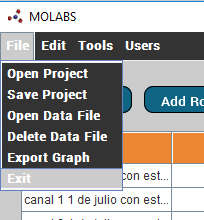 MOLABS
File Edit Tools Users
Open Project
Save Project
Open Data File
Delete Data File
Export Graph
Exit
Add Ro
con est...
canal 1 1 de julio con est...